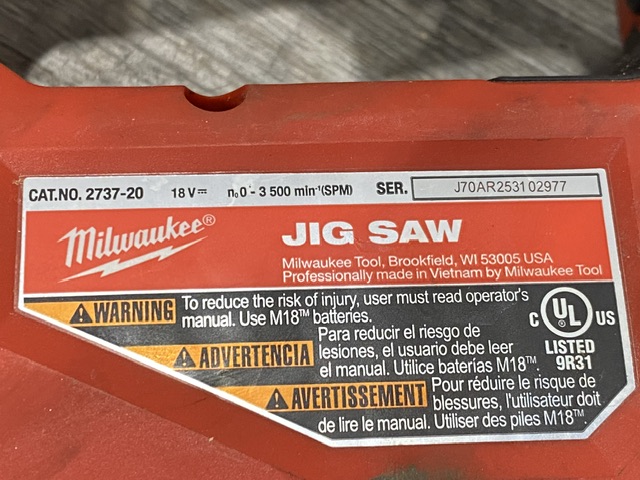 CAT.NO. 2737-20 18 V⎓ n₀0 - 3 500 min⁻¹(SPM) SER. J70AR253102977
Milwaukee®
JIG SAW
Milwaukee Tool, Brookfield, WI 53005 USA
Professionally made in Vietnam by Milwaukee Tool
WARNING To reduce the risk of injury, user must read operator's
manual. Use M18™ batteries.
ADVERTENCIA Para reducir el riesgo de
lesiones, el usuario debe leer
el manual. Utilice baterías M18™.
AVERTISSEMENT Pour réduire le risque de
blessures, l'utilisateur doit
de lire le manual. Utiliser des piles M18™.
C UL US
®
LISTED
9R31